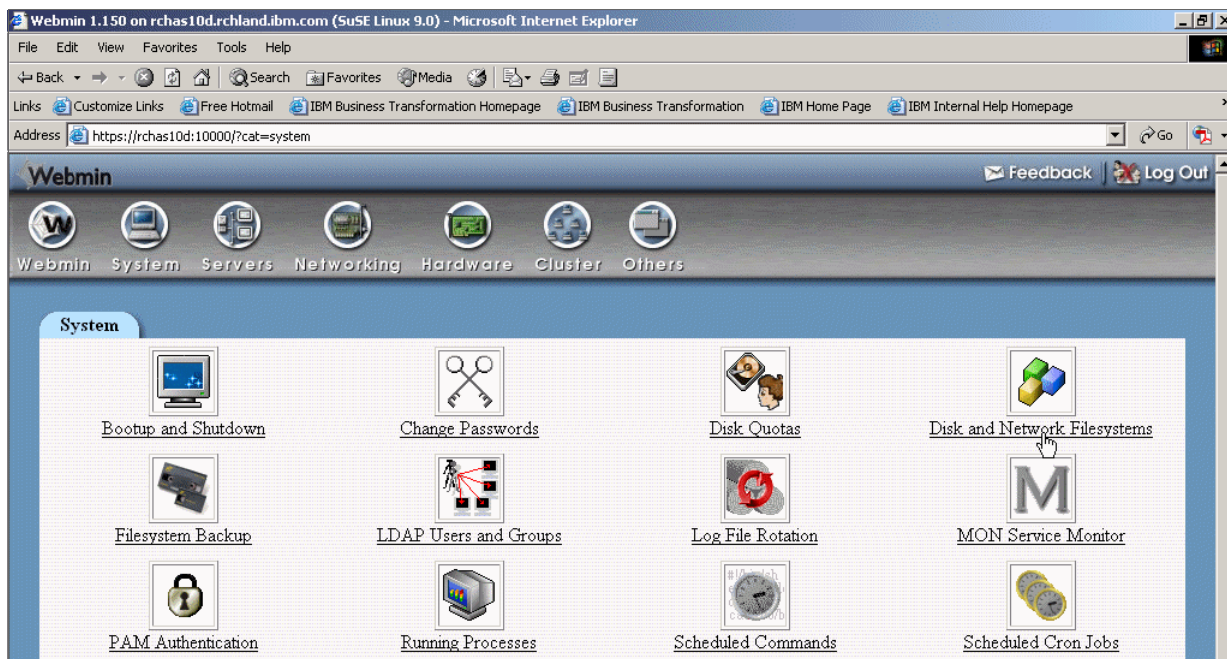 Webmin 1.150 on rchas10d.rchland.ibm.com (SuSE Linux 9.0) - Microsoft Internet Explorer
File Edit View Favorites Tools Help
Back Search Favorites Media
Links Customize Links Free Hotmail IBM Business Transformation Homepage IBM Business Transformation IBM Home Page IBM Internal Help Homepage
Address https://rchas10d:10000/?cat=system Go
Webmin Feedback Log Out
Webmin System Servers Networking Hardware Cluster Others
System
Bootup and Shutdown Change Passwords Disk Quotas Disk and Network Filesystems
Filesystem Backup LDAP Users and Groups Log File Rotation MON Service Monitor
PAM Authentication Running Processes Scheduled Commands Scheduled Cron Jobs